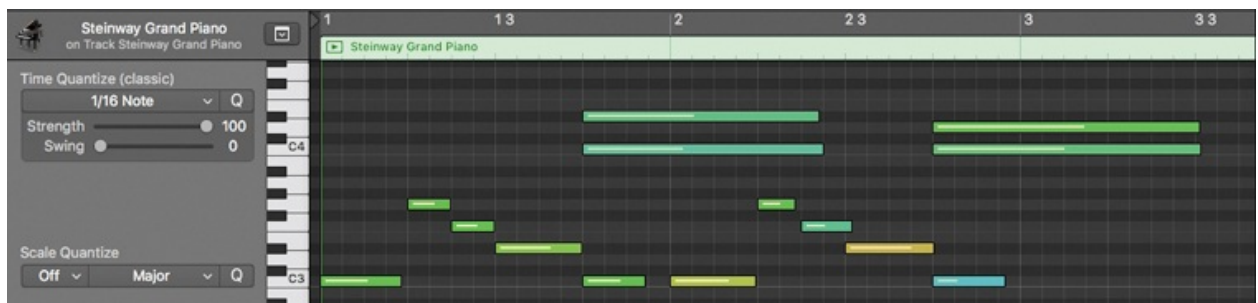 Steinway Grand Piano
on Track Steinway Grand Piano
1 1 3 2 2 3 3 3 3
Steinway Grand Piano
Time Quantize (classic)
1/16 Note Q
Strength 100
Swing 0
C4
Scale Quantize
Off Major Q
C3